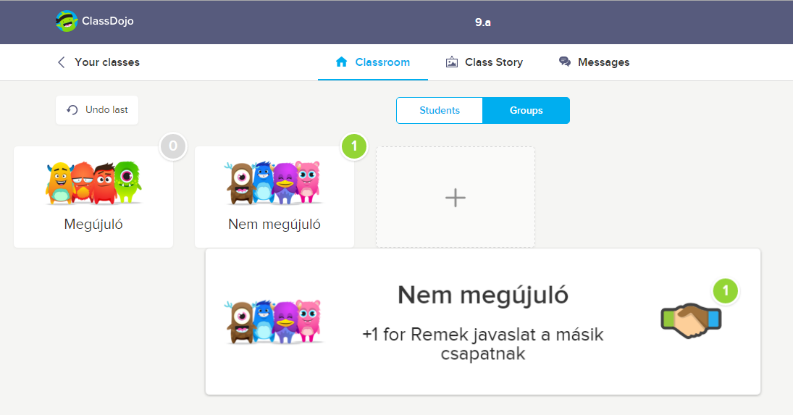 ClassDojo
9.a
Your classes
Classroom
Class Story
Messages
Undo last
Students
Groups
0
1
Megújuló
Nem megújuló
+
Nem megújuló
1
+1 for Remek javaslat a másik
csapatnak